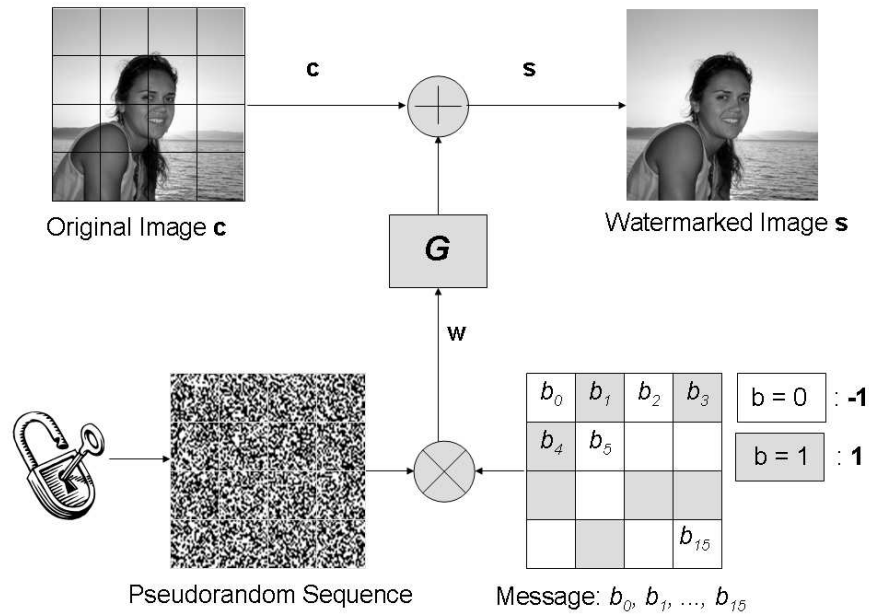 c
s
Original Image c
Watermarked Image s
G
w
b0 b1 b2 b3
b4 b5
b15
b = 0 : -1
b = 1 : 1
Pseudorandom Sequence
Message: b0, b1, ..., b15